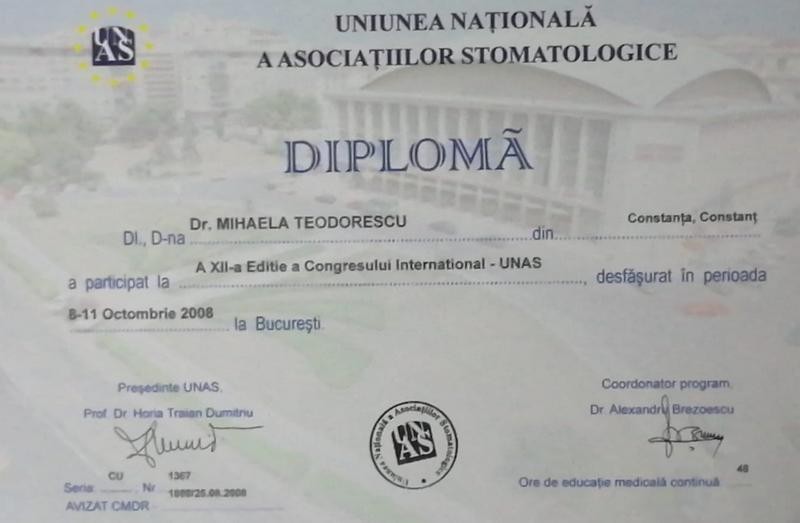 UNAS
UNIUNEA NAȚIONALĂ
A ASOCIAȚIILOR STOMATOLOGICE
DIPLOMÃ
Dl., D-na Dr. MIHAELA TEODORESCU din Constanța, Constanț
a participat la A XII-a Editie a Congresului International - UNAS, desfășurat în perioada
8-11 Octombrie 2008 la București.
Președinte UNAS,
Prof. Dr. Horia Traian Dumitriu
Coordonator program,
Dr. Alexandru Brezoescu
Uniunea Națională a Asociațiilor Stomatologice
UNAS
Seria: CU Nr 1367
1880/25.08.2008
AVIZAT CMDR
Ore de educație medicală continuă 48